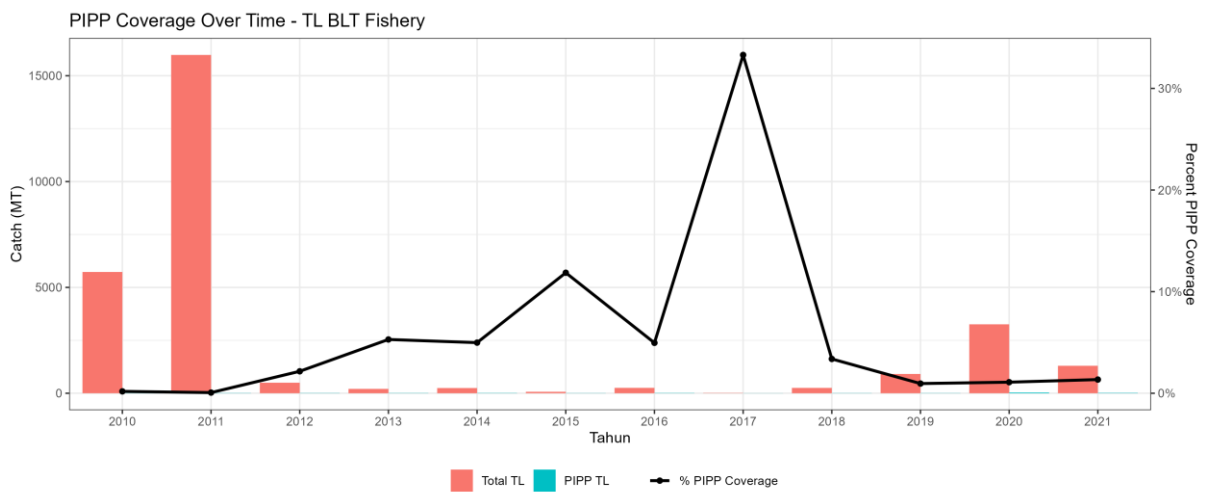 PIPP Coverage Over Time - TL BLT Fishery
Catch (MT)
15000
10000
5000
0
30%
20%
10%
0%
Percent PIPP Coverage
2010 2011 2012 2013 2014 2015 2016 2017 2018 2019 2020 2021
Tahun
Total TL PIPP TL % PIPP Coverage